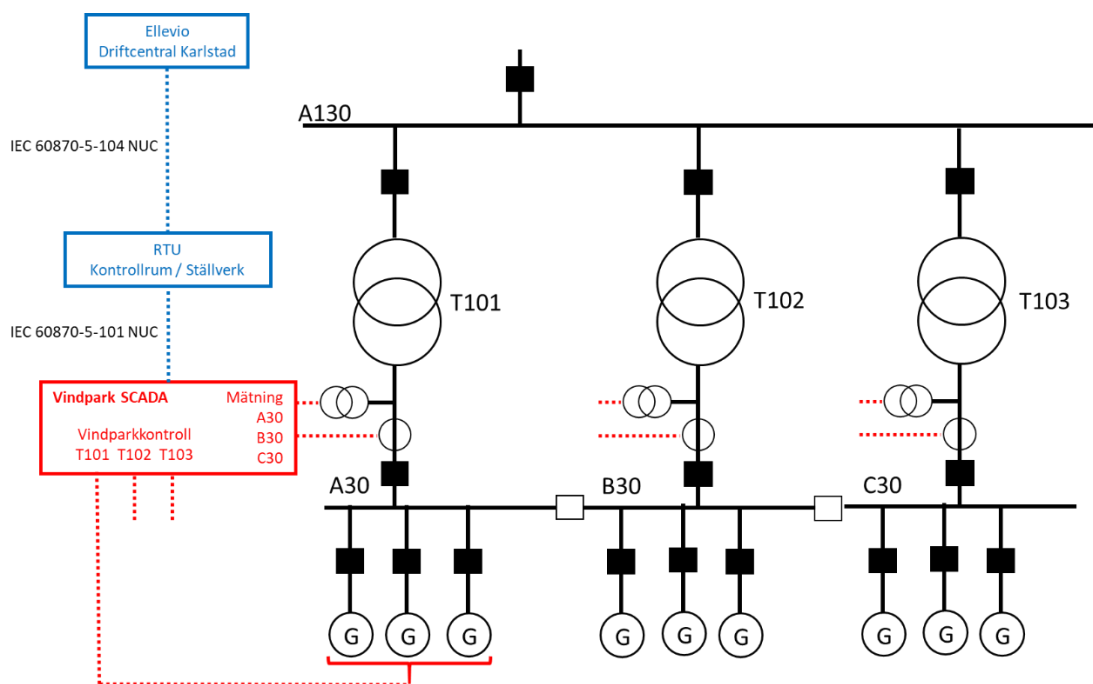 Ellevio
Driftcentral Karlstad
A130
IEC 60870-5-104 NUC
RTU
Kontrollrum / Ställverk
T101
T102
T103
IEC 60870-5-101 NUC
Vindpark SCADA
Mätning
A30
B30
C30
Vindparkkontroll
T101 T102 T103
A30
B30
C30
G
G
G
G
G
G
G
G
G